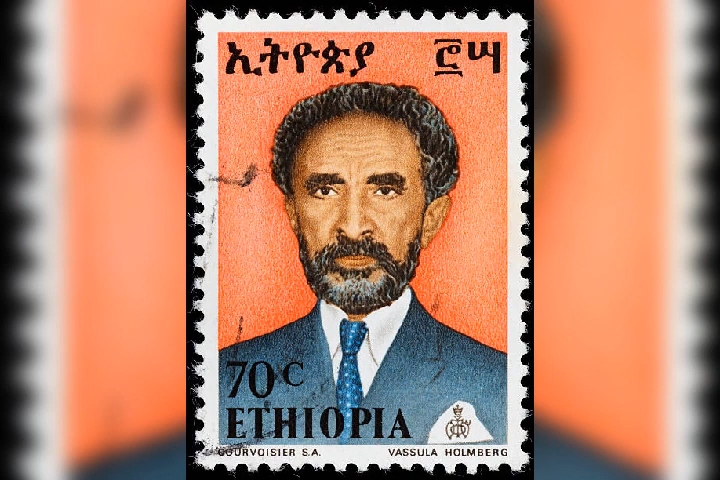 ኢትዮጵያ ፸ሣ
70C
ETHIOPIA
COURVOISIER S.A. VASSULA HOLMBERG